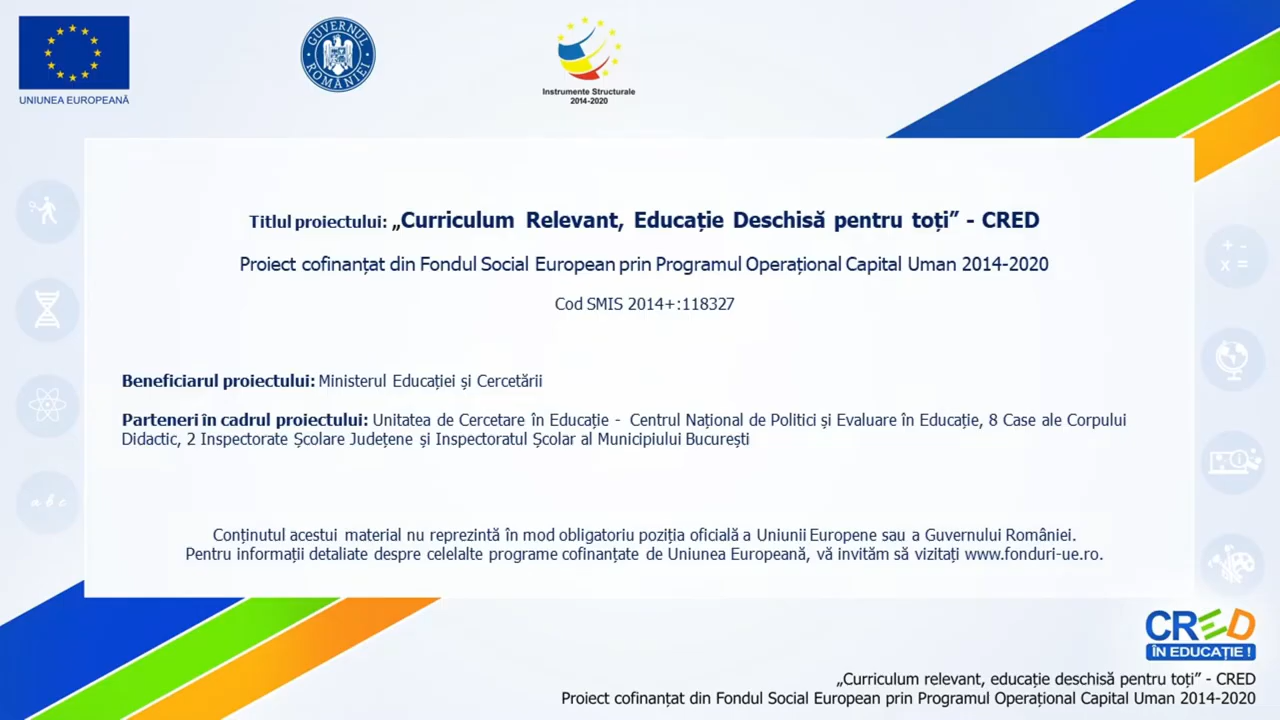 UNIUNEA EUROPEANĂ
GUVERNUL ROMÂNIEI
Instrumente Structurale
2014-2020
Titlul proiectului: „Curriculum Relevant, Educație Deschisă pentru toți” - CRED
Proiect cofinanțat din Fondul Social European prin Programul Operațional Capital Uman 2014-2020
Cod SMIS 2014+:118327
Beneficiarul proiectului: Ministerul Educației și Cercetării
Parteneri în cadrul proiectului: Unitatea de Cercetare în Educație - Centrul Național de Politici și Evaluare în Educație, 8 Case ale Corpului
Didactic, 2 Inspectorate Școlare Județene și Inspectoratul Școlar al Municipiului București
Conținutul acestui material nu reprezintă în mod obligatoriu poziția oficială a Uniunii Europene sau a Guvernului României.
Pentru informații detaliate despre celelalte programe cofinanțate de Uniunea Europeană, vă invităm să vizitați www.fonduri-ue.ro.
+ -
x =
a b c
CRED
ÎN EDUCAȚIE !
„Curriculum relevant, educație deschisă pentru toți” - CRED
Proiect cofinanțat din Fondul Social European prin Programul Operațional Capital Uman 2014-2020